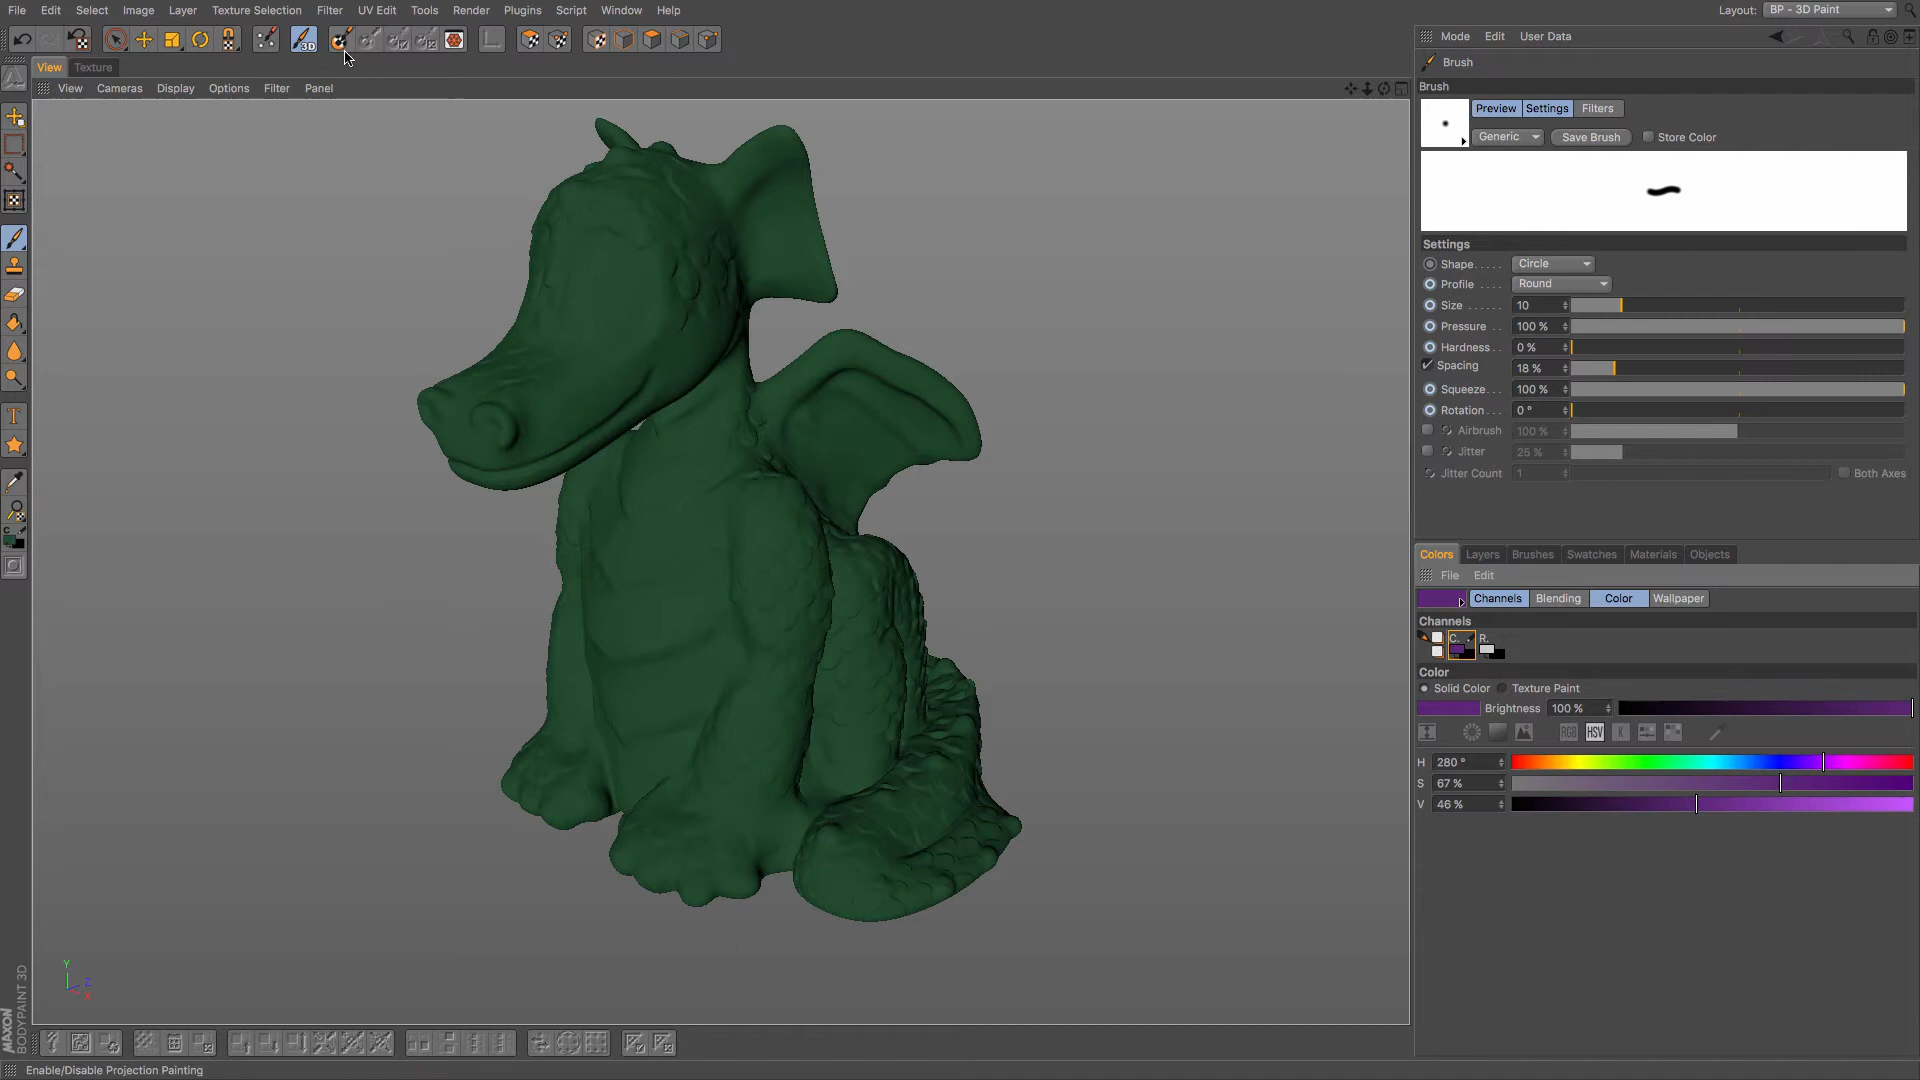 File Edit Select Image Layer Texture Selection Filter UV Edit Tools Render Plugins Script Window Help Layout: BP - 3D Paint
3D
Mode Edit User Data
View Texture
Brush
View Cameras Display Options Filter Panel
Brush
Preview Settings Filters
Generic Save Brush Store Color
Settings
Shape..... Circle
Profile .... Round
Size ...... 10
Pressure .. 100 %
Hardness.. 0 %
Spacing 18 %
Squeeze.. 100 %
Rotation... 0 °
Airbrush 100 %
Jitter 25 %
Jitter Count 1 Both Axes
Colors Layers Brushes Swatches Materials Objects
File Edit
Channels Blending Color Wallpaper
Channels
C. R.
Color
Solid Color Texture Paint
Brightness 100 %
RGB HSV K
H 280 °
S 67 %
V 46 %
T
C
Y
Z
X
MAXON
BODYPAINT 3D
Enable/Disable Projection Painting